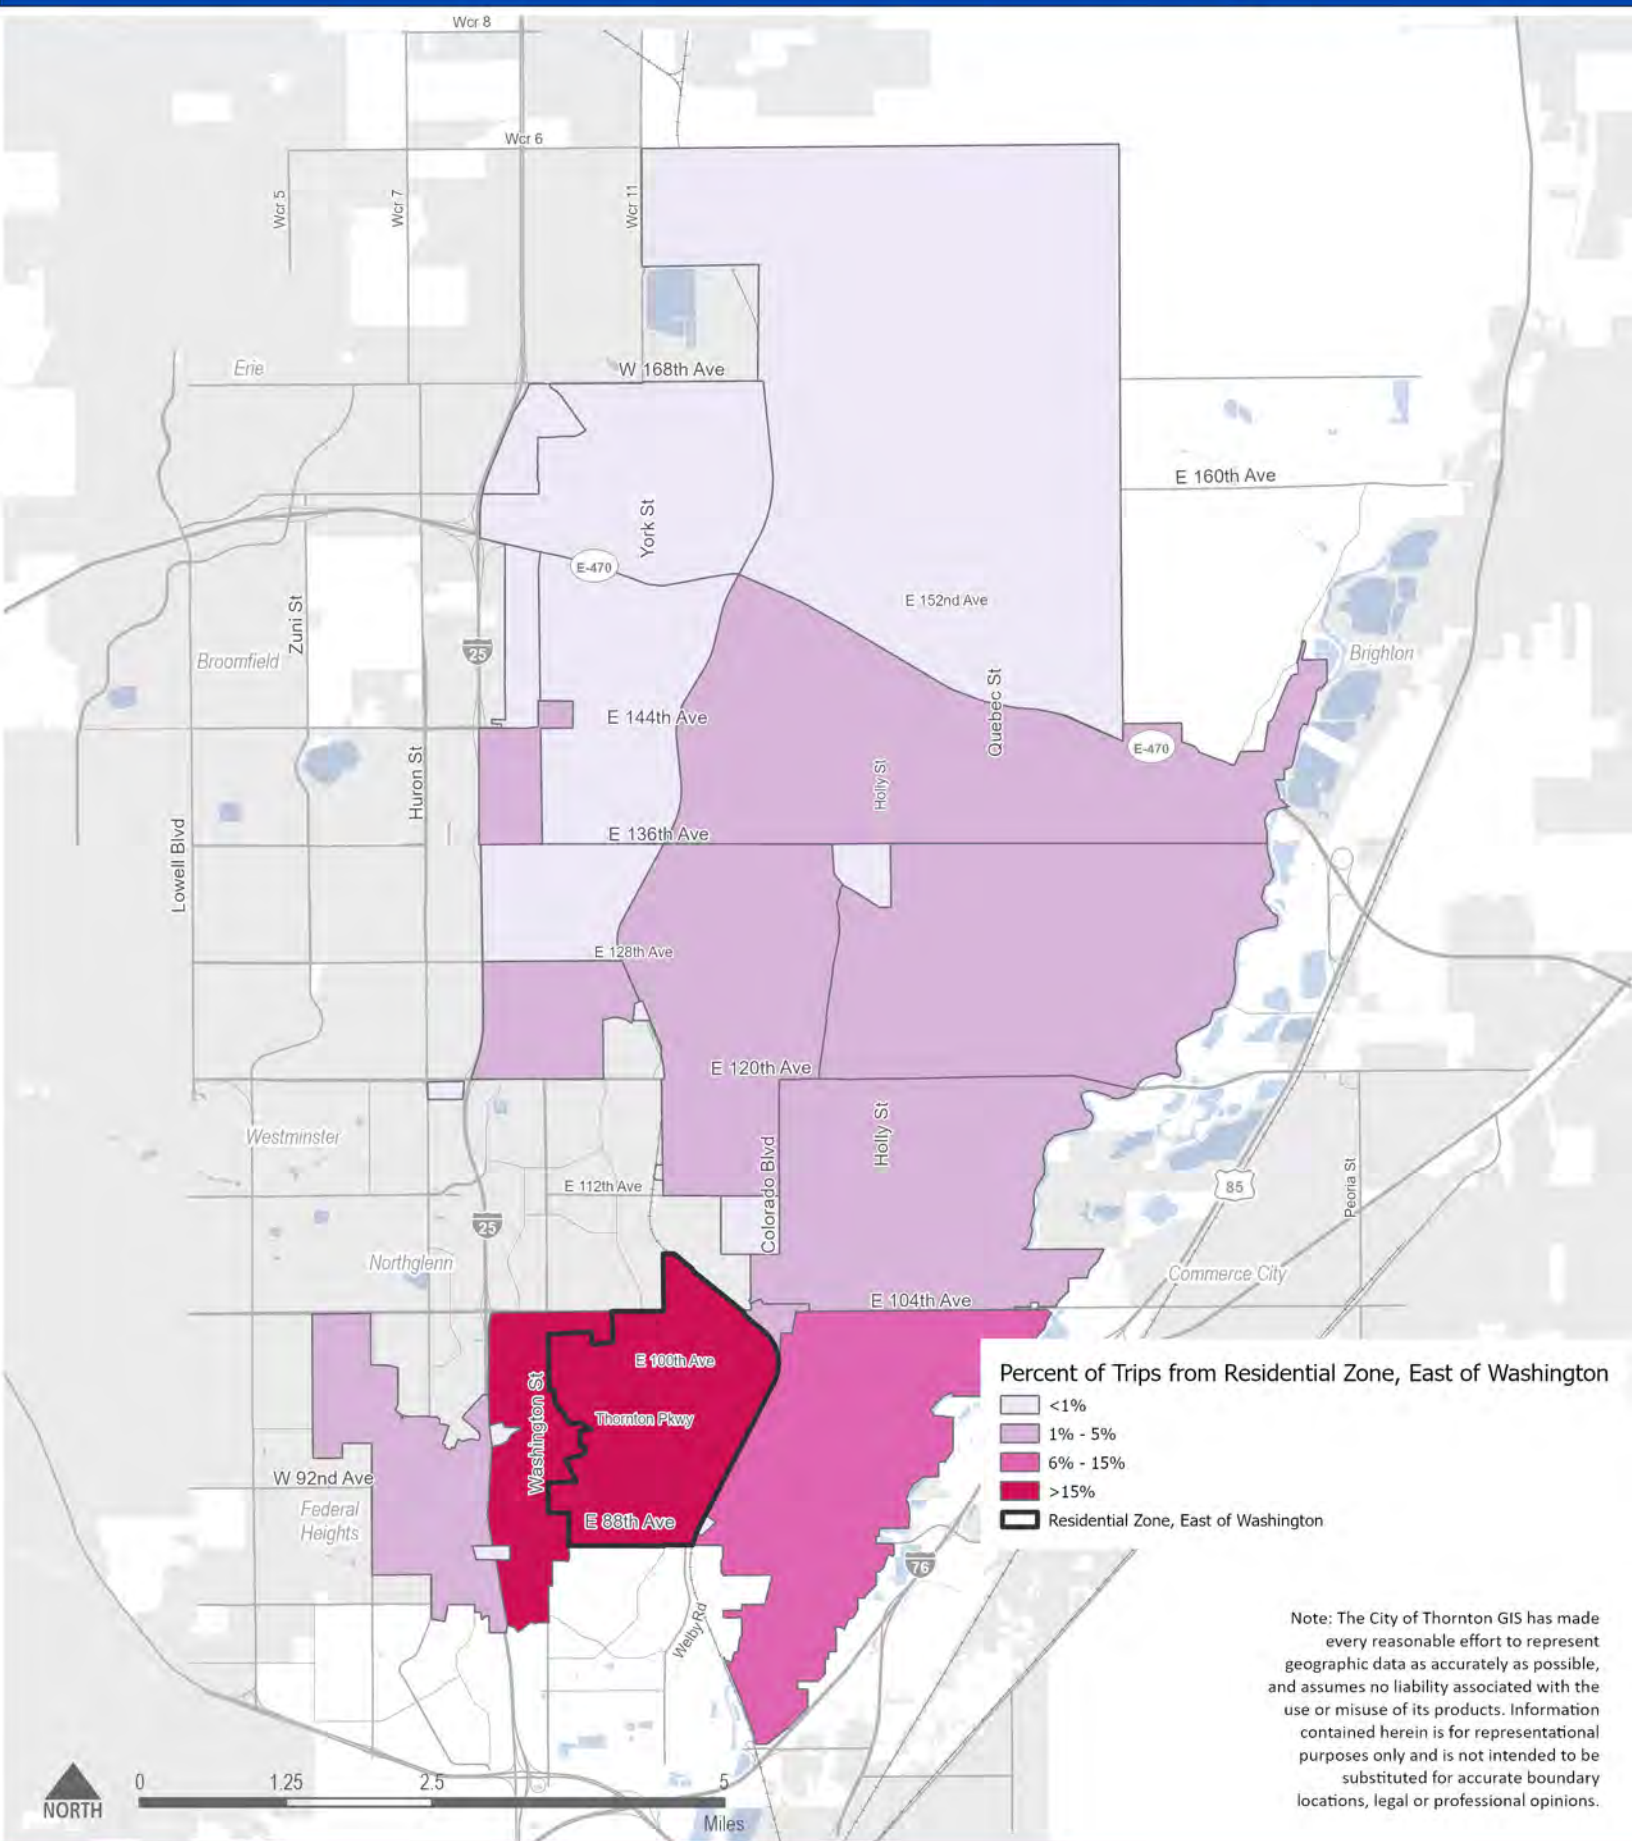 Wcr 8
Wcr 6
Wcr 5
Wcr 7
Wcr 11
Erie
W 168th Ave
E 160th Ave
York St
E-470
E 152nd Ave
Zuni St
Broomfield
25
Brighton
Quebec St
E 144th Ave
E-470
Huron St
Holly St
E 136th Ave
Lowell Blvd
E 128th Ave
E 120th Ave
Westminster
Holly St
Colorado Blvd
E 112th Ave
85
Peoria St
25
Northglenn
Commerce City
E 104th Ave
E 100th Ave
Washington St
Thornton Pkwy
W 92nd Ave
Federal
Heights
E 88th Ave
76
Welby Rd
Percent of Trips from Residential Zone, East of Washington
<1%
1% - 5%
6% - 15%
>15%
Residential Zone, East of Washington
Note: The City of Thornton GIS has made
every reasonable effort to represent
geographic data as accurately as possible,
and assumes no liability associated with the
use or misuse of its products. Information
contained herein is for representational
purposes only and is not intended to be
substituted for accurate boundary
locations, legal or professional opinions.
NORTH
0 1.25 2.5 5
Miles